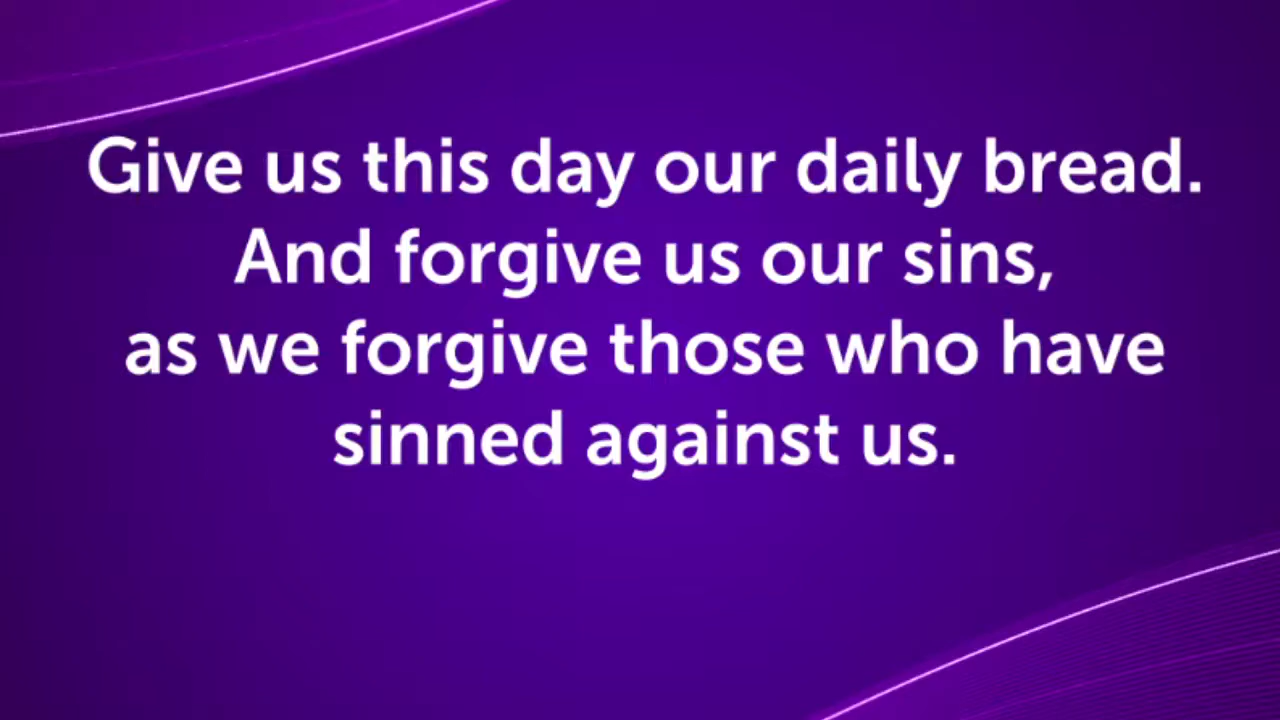 Give us this day our daily bread.
And forgive us our sins,
as we forgive those who have
sinned against us.